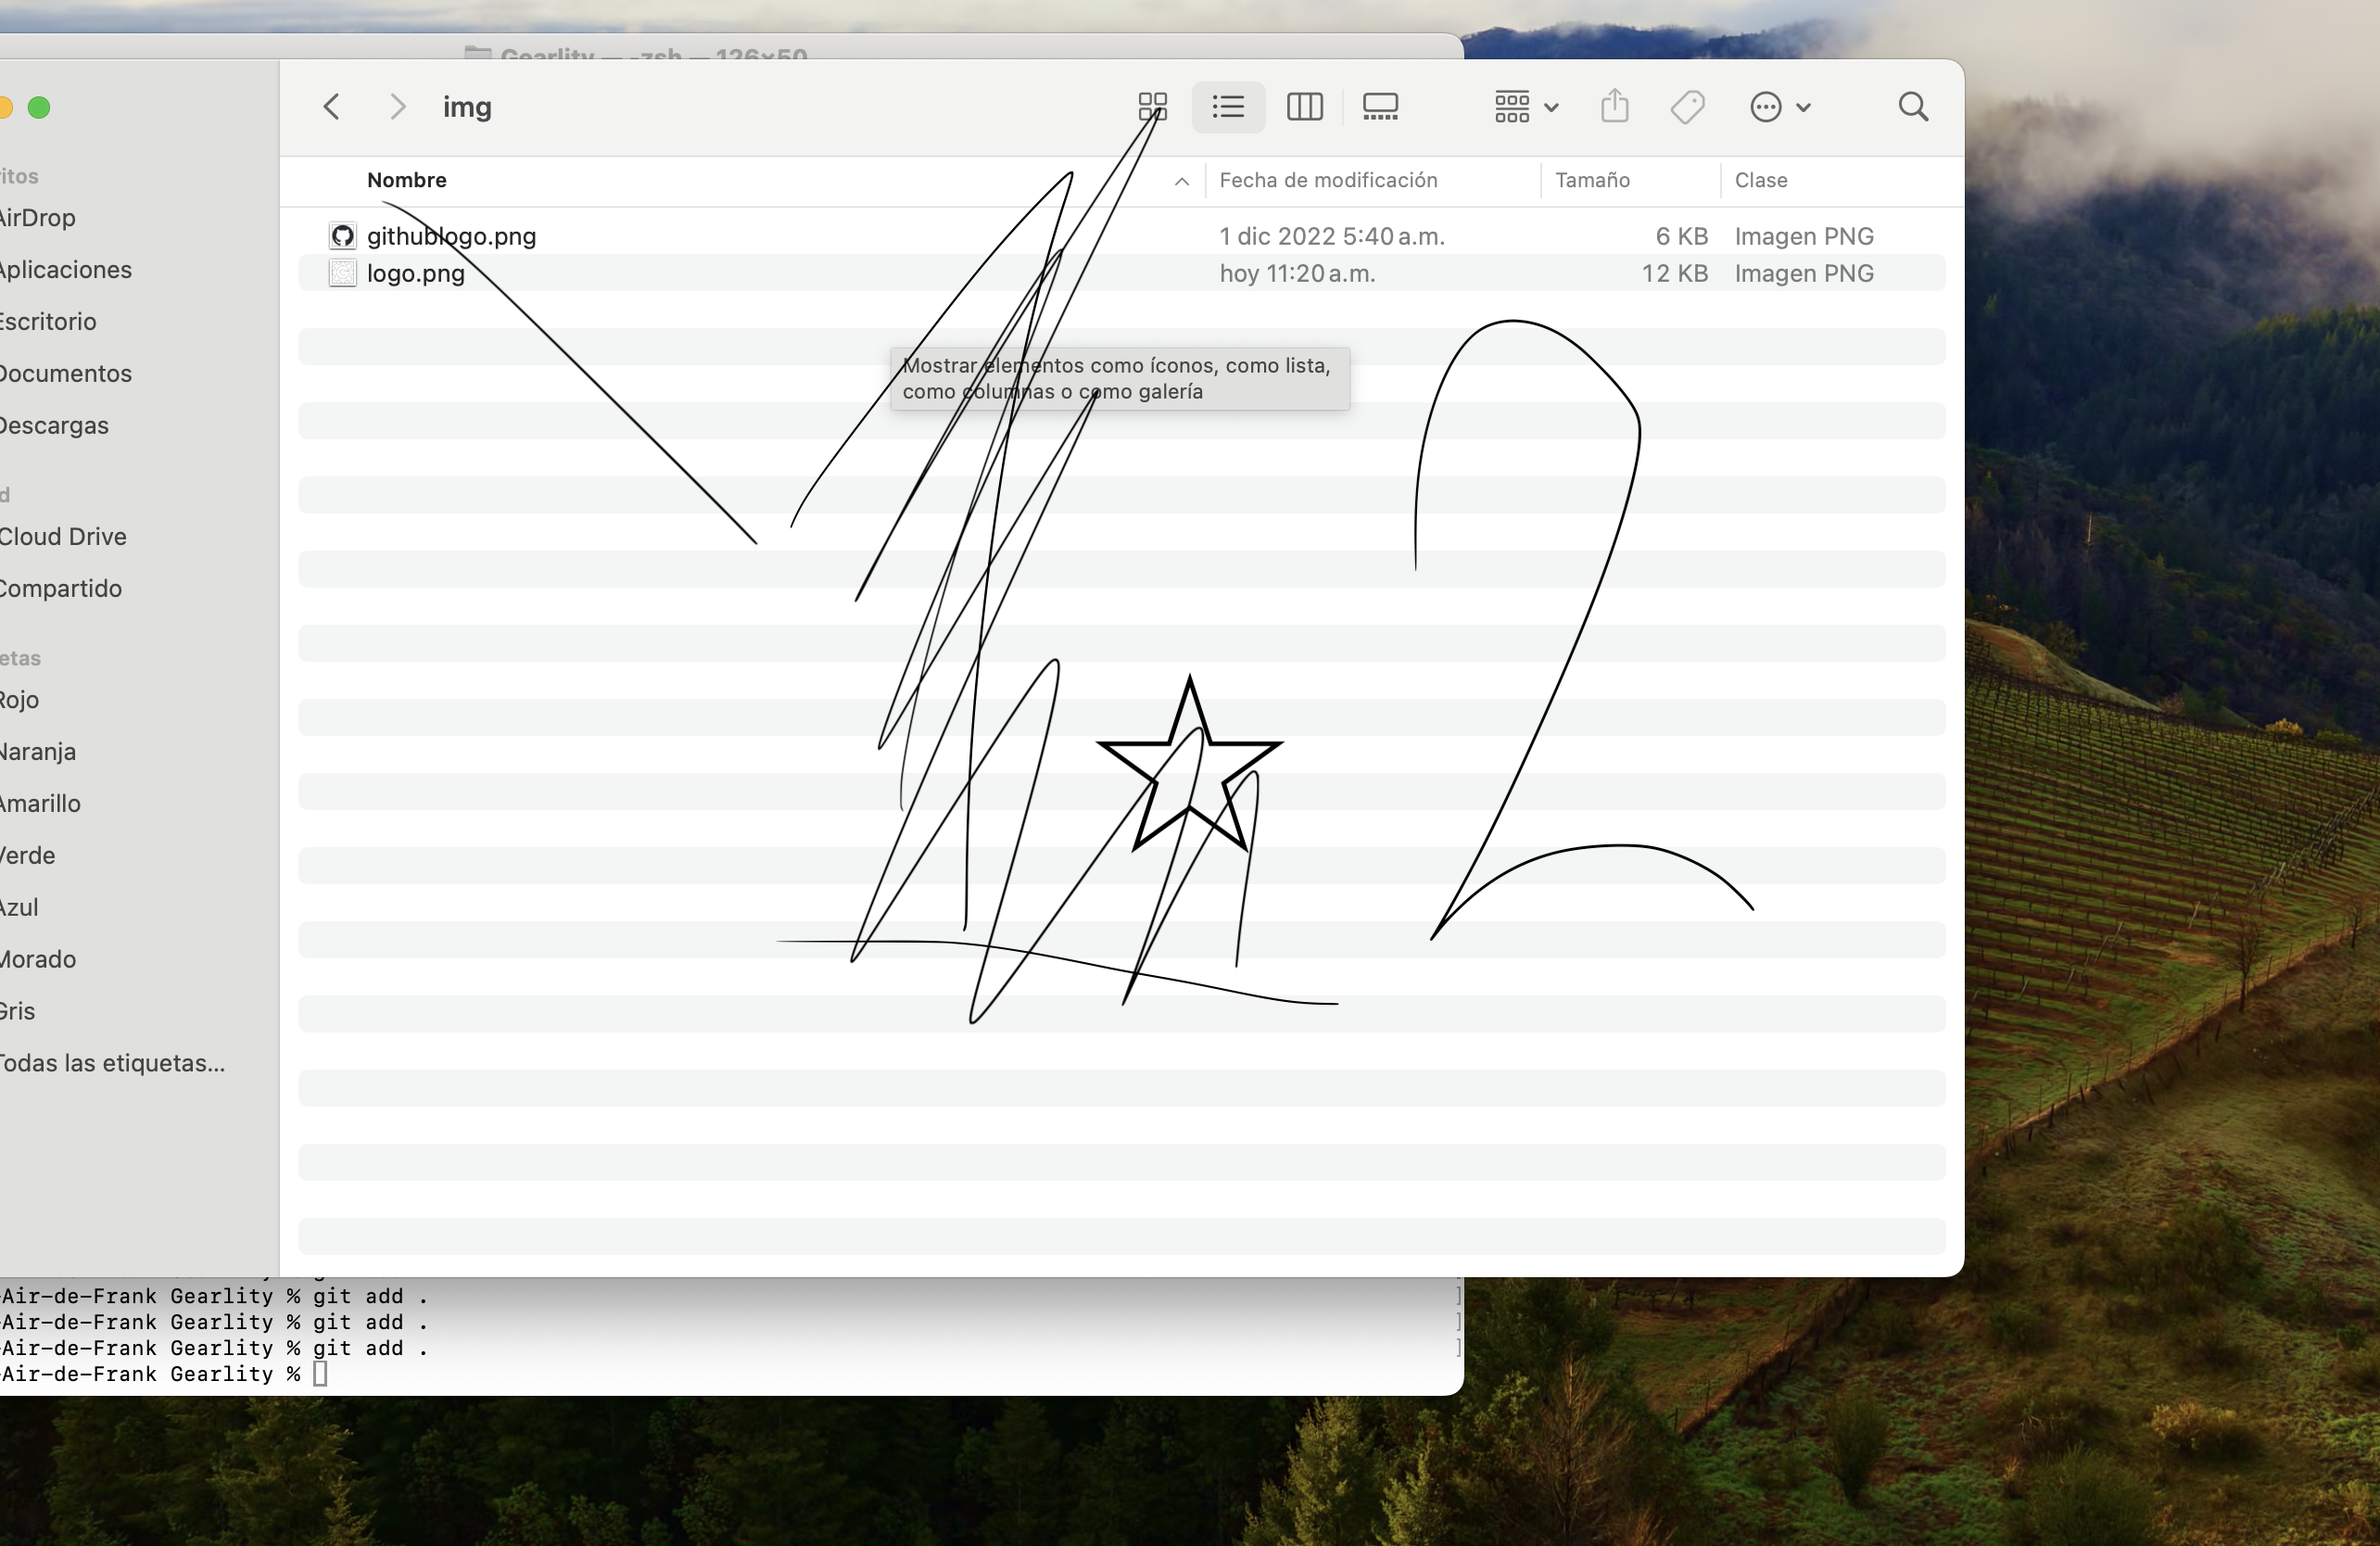 Gearlity — -zsh — 126×50
img
Nombre Fecha de modificación Tamaño Clase
githublogo.png 1 dic 2022 5:40 a.m. 6 KB Imagen PNG
logo.png hoy 11:20 a.m. 12 KB Imagen PNG
Mostrar elementos como íconos, como lista,
como columnas o como galería
itos
AirDrop
Aplicaciones
Escritorio
Documentos
Descargas
d
Cloud Drive
Compartido
etas
Rojo
Naranja
Amarillo
Verde
Azul
Morado
Gris
Todas las etiquetas...
12
-Air-de-Frank Gearlity % git add .
-Air-de-Frank Gearlity % git add .
-Air-de-Frank Gearlity % git add .
-Air-de-Frank Gearlity %